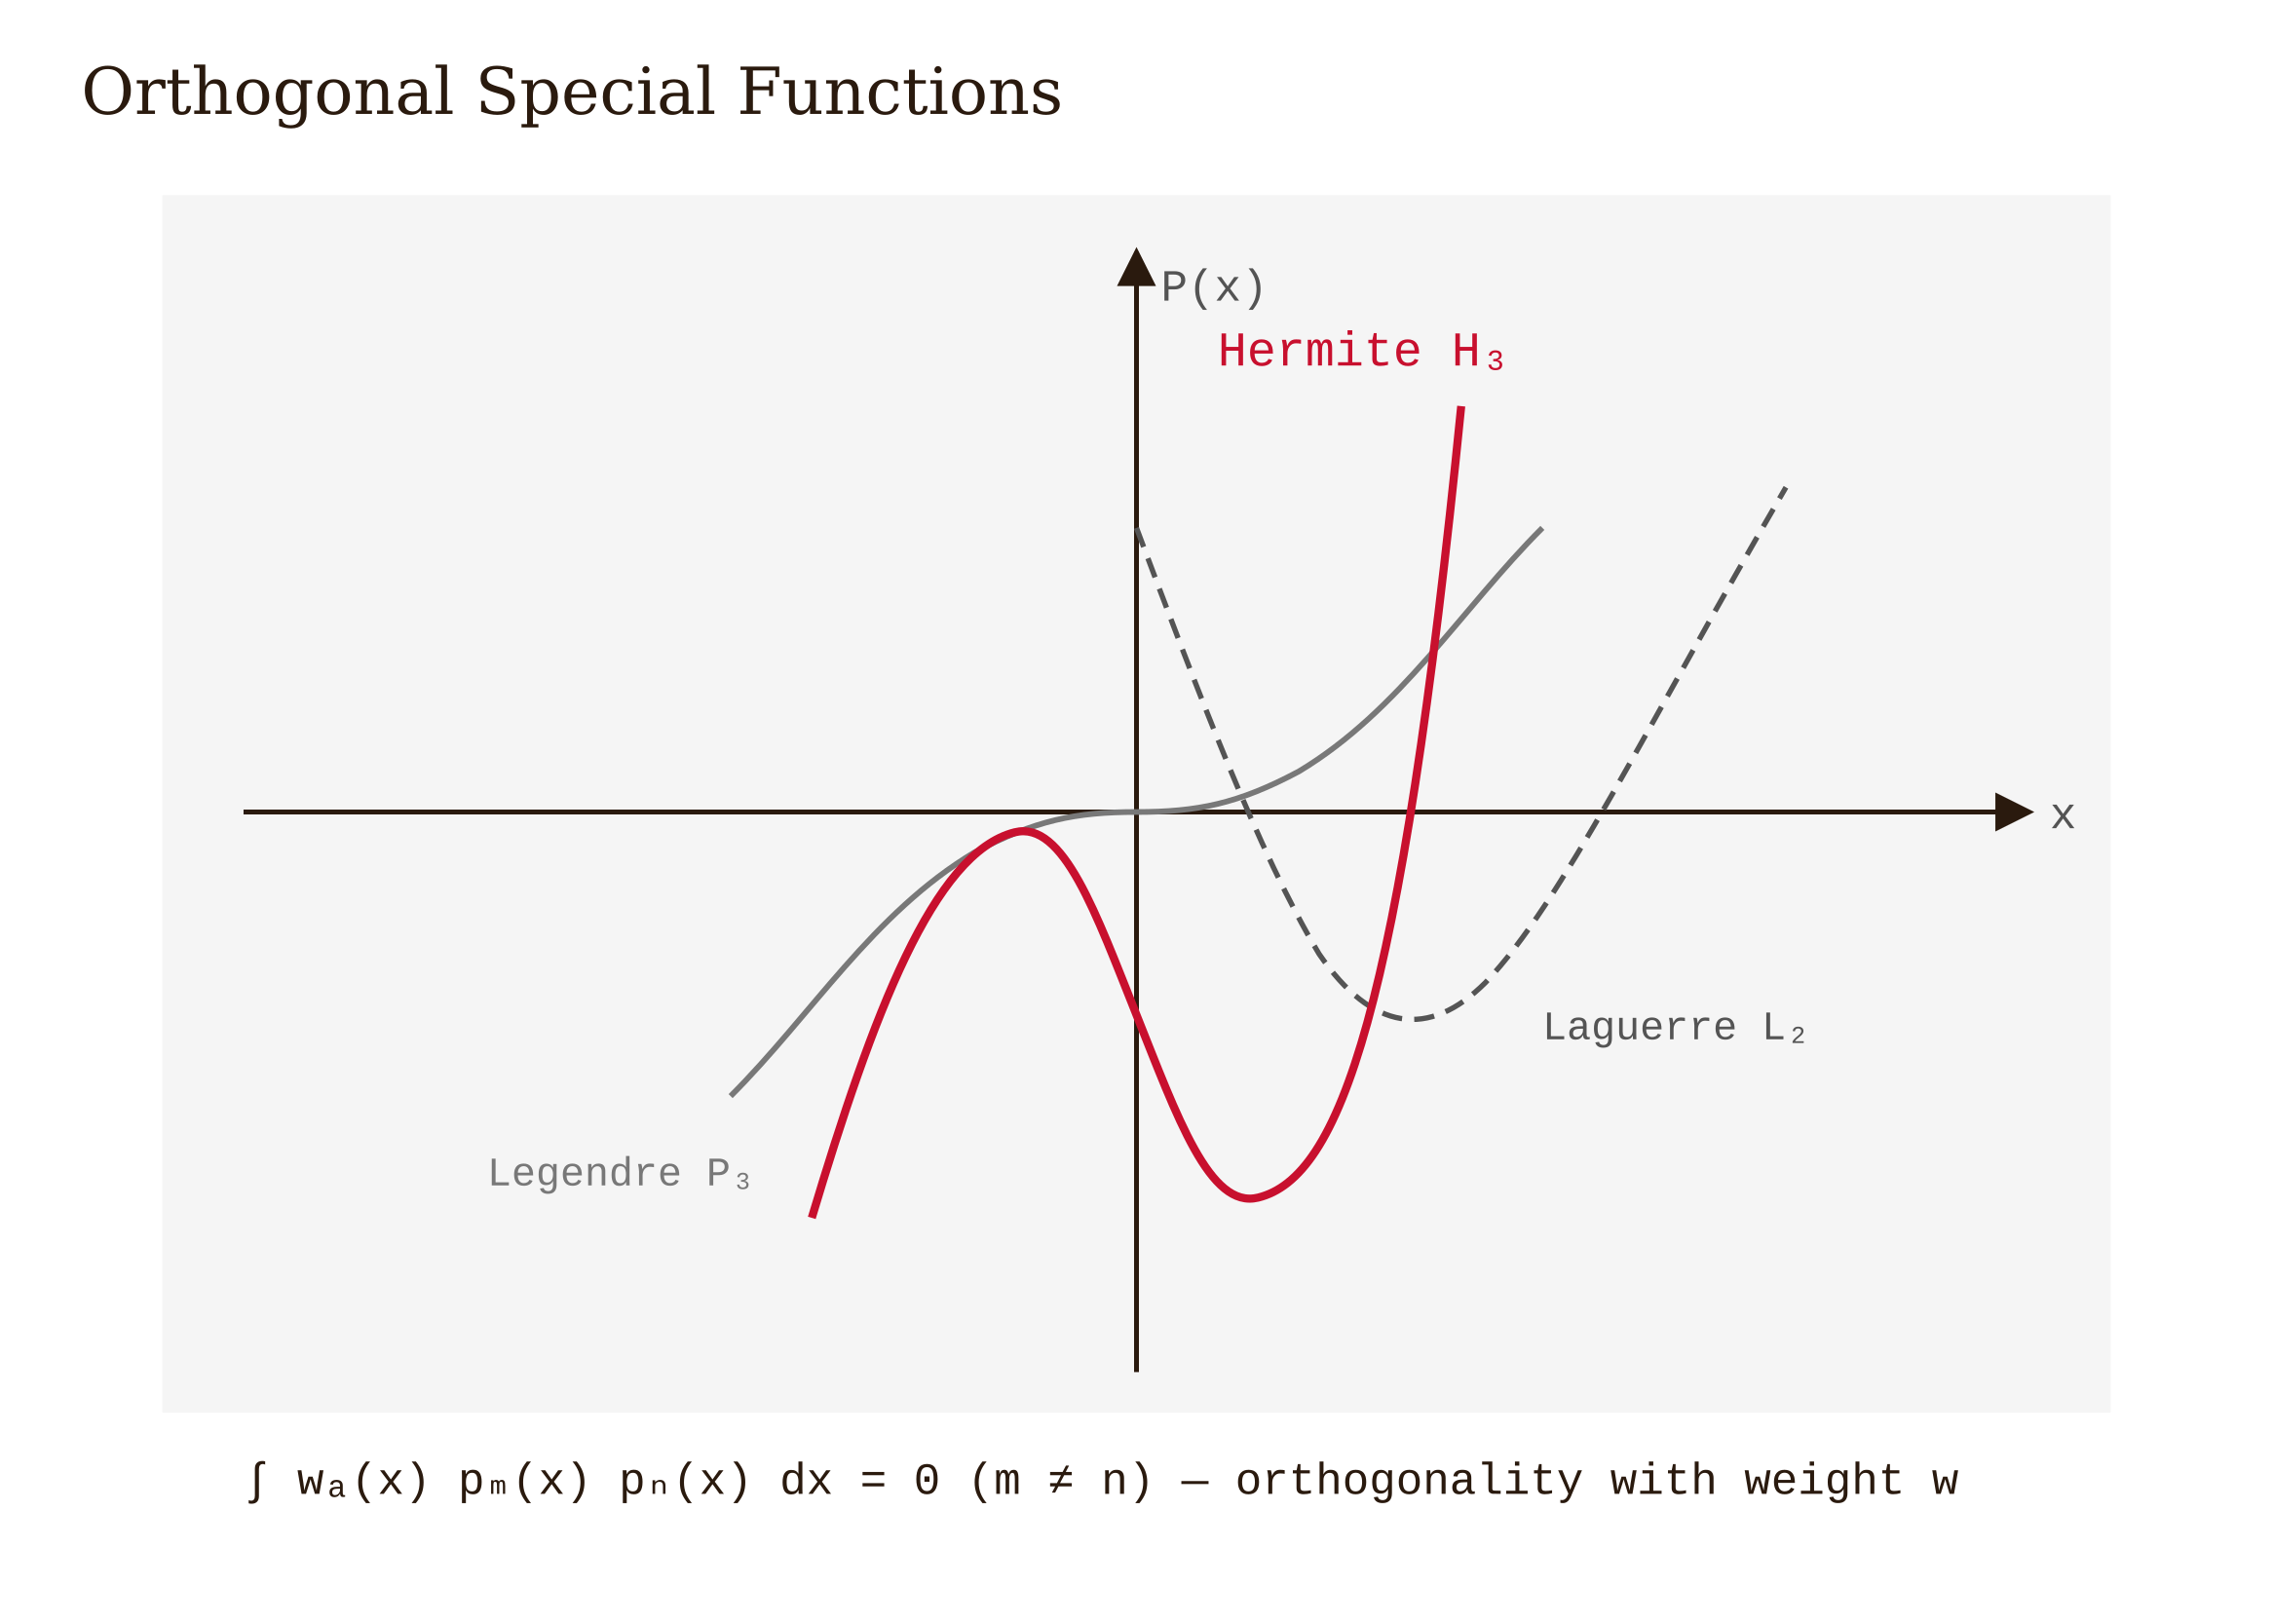 Orthogonal Special Functions
P(x)
Hermite H₃
x
Laguerre L₂
Legendre P₃
∫ wₐ(x) pₘ(x) pₙ(x) dx = 0 (m ≠ n) — orthogonality with weight w